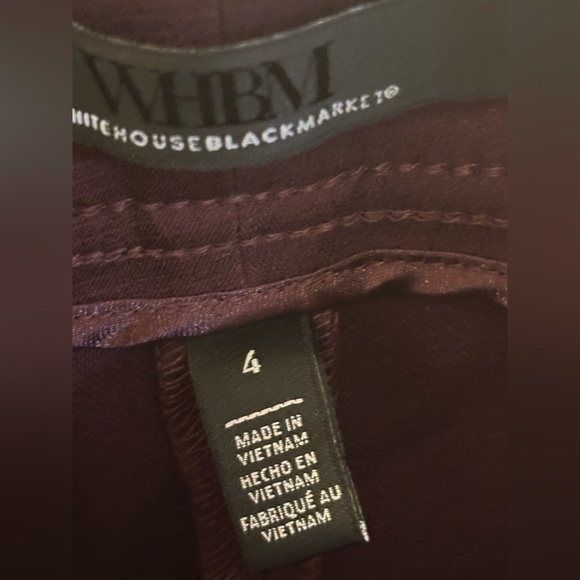 WHBM
HITEHOUSEBLACKMARKET®
4
MADE IN
VIETNAM
HECHO EN
VIETNAM
FABRIQUÉ AU
VIETNAM